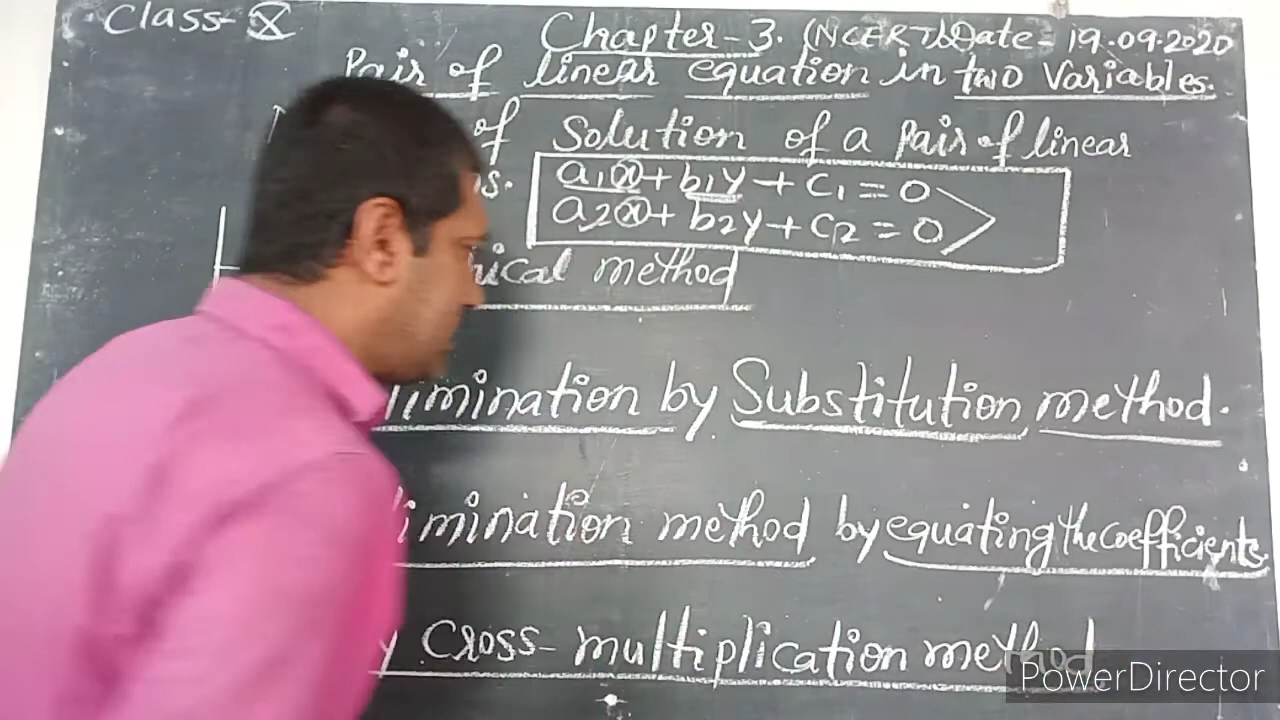 Class- X
Chapter-3. (NCERT) Date- 19.09.2020
Pair of linear equation in two Variables.
of Solution of a Pair of linear
s.
a₁x + b₁y + c₁ = 0
a₂x + b₂y + c₂ = 0
ical method
limination by Substitution method.
limination method by equating the coefficients
y Cross-multiplication method
PowerDirector